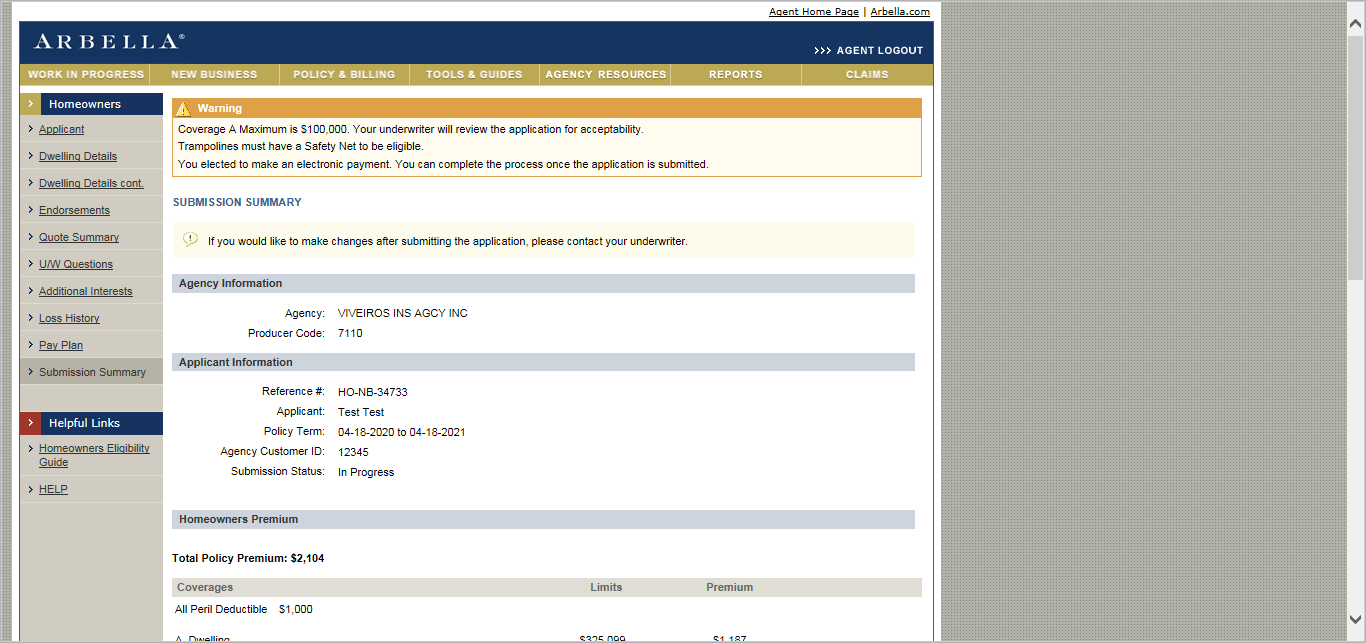 Agent Home Page | Arbella.com
ARBELLA®
>>> AGENT LOGOUT
WORK IN PROGRESS NEW BUSINESS POLICY & BILLING TOOLS & GUIDES AGENCY RESOURCES REPORTS CLAIMS
Homeowners
Applicant
Dwelling Details
Dwelling Details cont.
Endorsements
Quote Summary
U/W Questions
Additional Interests
Loss History
Pay Plan
Submission Summary
Helpful Links
Homeowners Eligibility
Guide
HELP
Warning
Coverage A Maximum is $100,000. Your underwriter will review the application for acceptability.
Trampolines must have a Safety Net to be eligible.
You elected to make an electronic payment. You can complete the process once the application is submitted.
SUBMISSION SUMMARY
If you would like to make changes after submitting the application, please contact your underwriter.
Agency Information
Agency: VIVEIROS INS AGCY INC
Producer Code: 7110
Applicant Information
Reference #: HO-NB-34733
Applicant: Test Test
Policy Term: 04-18-2020 to 04-18-2021
Agency Customer ID: 12345
Submission Status: In Progress
Homeowners Premium
Total Policy Premium: $2,104
Coverages Limits Premium
All Peril Deductible $1,000
A. Dwelling $325,099 $1,187